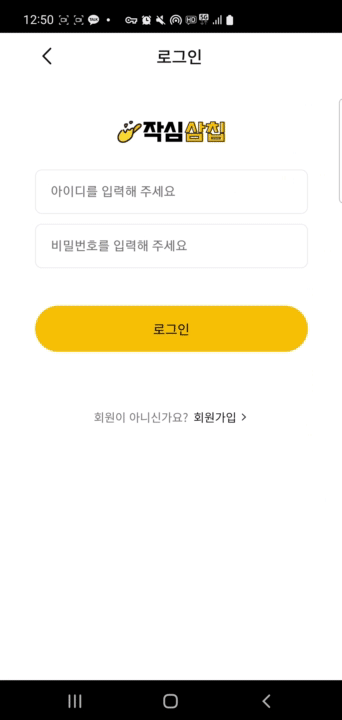 12:50
로그인
작심삼칩
아이디를 입력해 주세요
비밀번호를 입력해 주세요
로그인
회원이 아니신가요? 회원가입 >